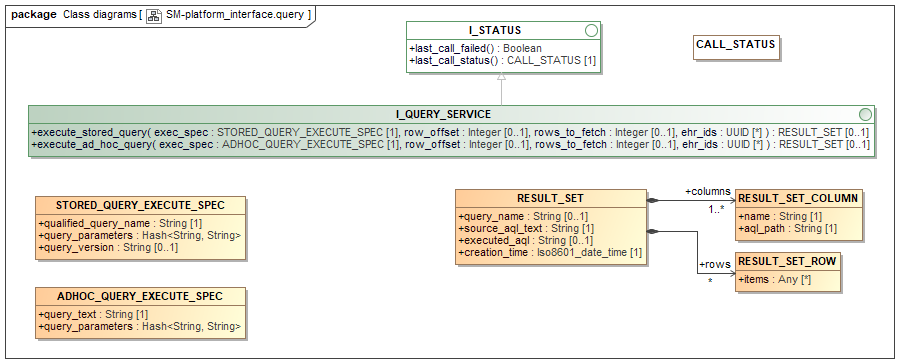 package Class diagrams [ SM-platform_interface.query ]
I_STATUS
+last_call_failed() : Boolean
+last_call_status() : CALL_STATUS [1]
CALL_STATUS
I_QUERY_SERVICE
+execute_stored_query( exec_spec : STORED_QUERY_EXECUTE_SPEC [1], row_offset : Integer [0..1], rows_to_fetch : Integer [0..1], ehr_ids : UUID [*] ) : RESULT_SET [0..1]
+execute_ad_hoc_query( exec_spec : ADHOC_QUERY_EXECUTE_SPEC [1], row_offset : Integer [0..1], rows_to_fetch : Integer [0..1], ehr_ids : UUID [*] ) : RESULT_SET [0..1]
STORED_QUERY_EXECUTE_SPEC
+qualified_query_name : String [1]
+query_parameters : Hash<String, String>
+query_version : String [0..1]
RESULT_SET
+query_name : String [0..1]
+source_aql_text : String [1]
+executed_aql : String [0..1]
+creation_time : Iso8601_date_time [1]
+columns
1..*
RESULT_SET_COLUMN
+name : String [1]
+aql_path : String [1]
+rows
*
RESULT_SET_ROW
+items : Any [*]
ADHOC_QUERY_EXECUTE_SPEC
+query_text : String [1]
+query_parameters : Hash<String, String>